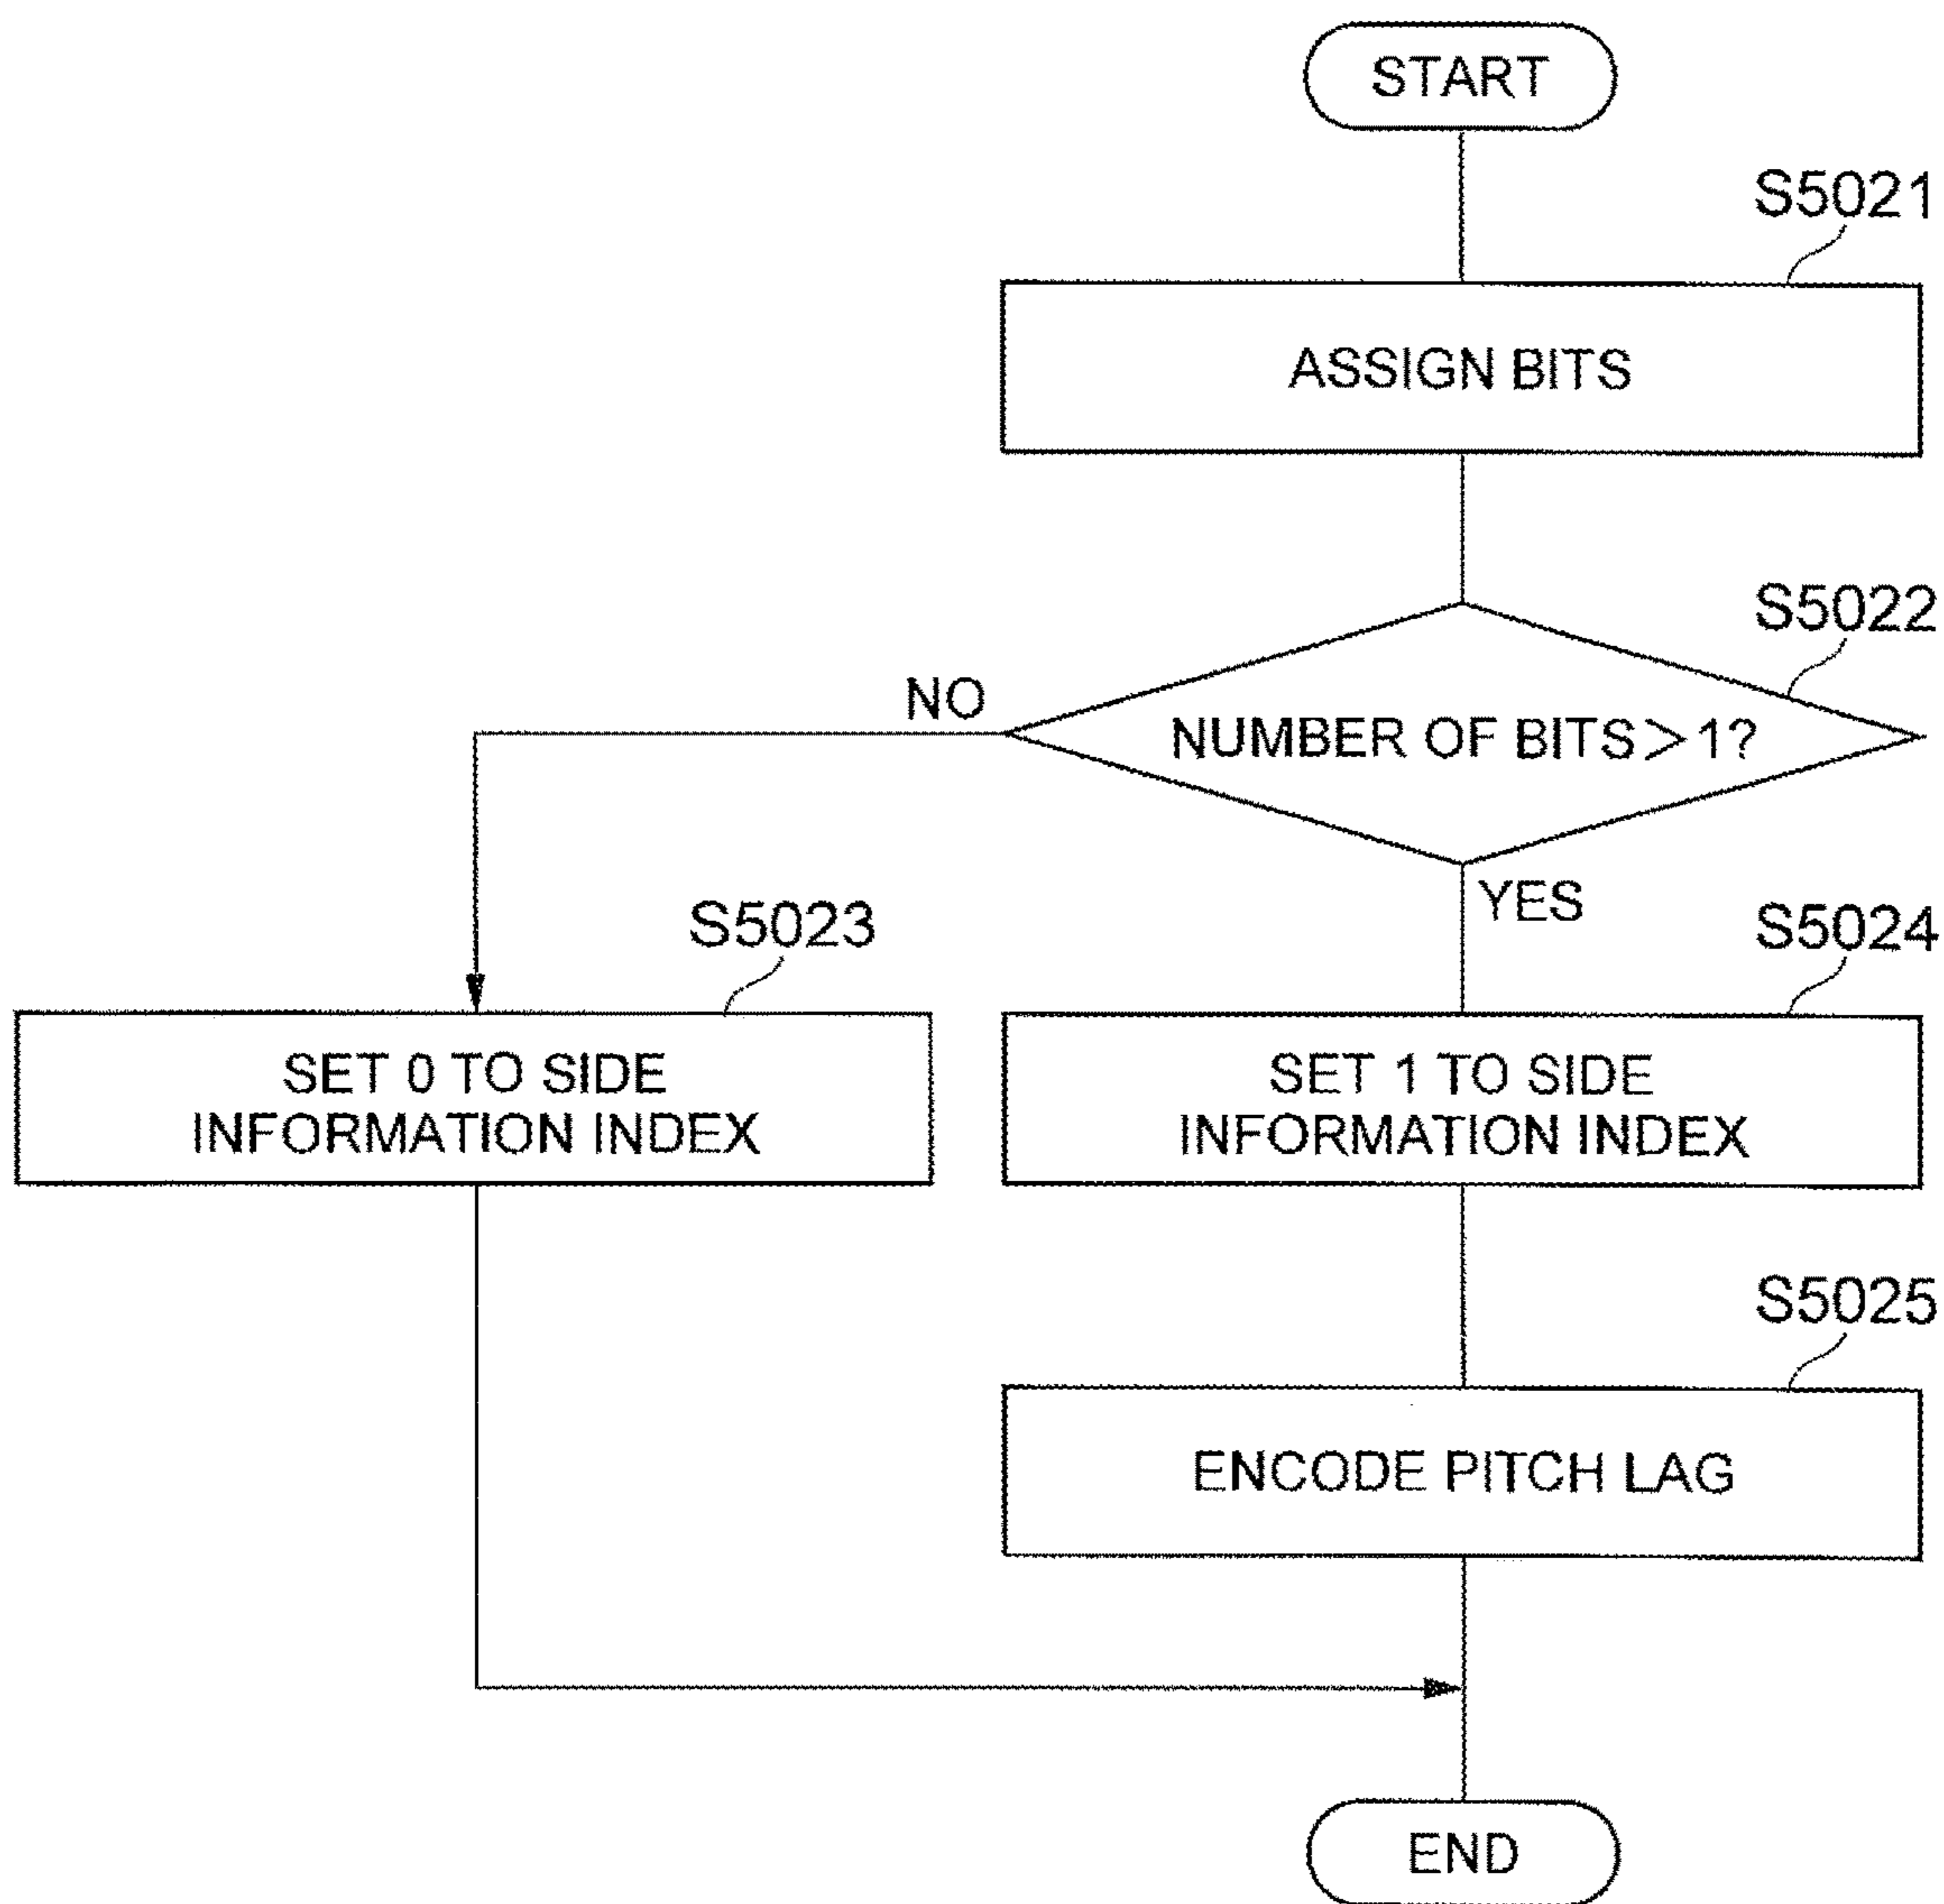 START
S5021
ASSIGN BITS
S5022
NO
NUMBER OF BITS>1?
YES
S5023
S5024
SET 0 TO SIDE
INFORMATION INDEX
SET 1 TO SIDE
INFORMATION INDEX
S5025
ENCODE PITCH LAG
END